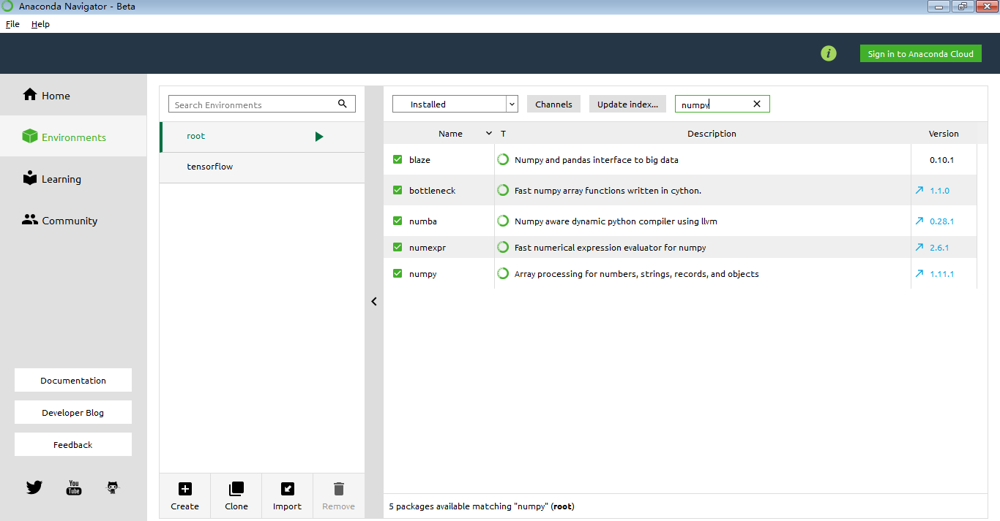 Anaconda Navigator - Beta
File Help
i Sign in to Anaconda Cloud
Home
Environments
Learning
Community
Documentation
Developer Blog
Feedback
You Tube
Search Environments
root
tensorflow
Create Clone Import Remove
Installed Channels Update index... numpy
Name T Description Version
blaze Numpy and pandas interface to big data 0.10.1
bottleneck Fast numpy array functions written in cython. 1.1.0
numba Numpy aware dynamic python compiler using llvm 0.28.1
numexpr Fast numerical expression evaluator for numpy 2.6.1
numpy Array processing for numbers, strings, records, and objects 1.11.1
5 packages available matching "numpy" (root)